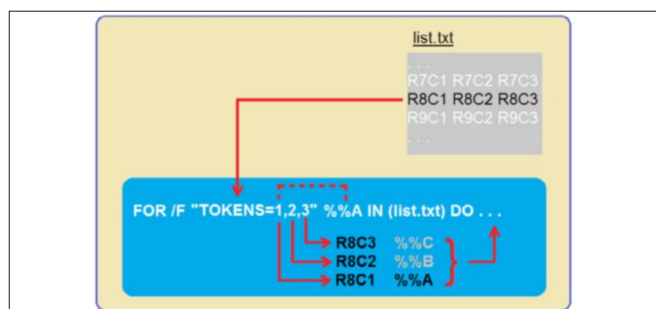 list.txt
. . .
R7C1 R7C2 R7C3
R8C1 R8C2 R8C3
R9C1 R9C2 R9C3
. . .
FOR /F "TOKENS=1,2,3" %%A IN (list.txt) DO . . .
R8C3 %%C
R8C2 %%B
R8C1 %%A